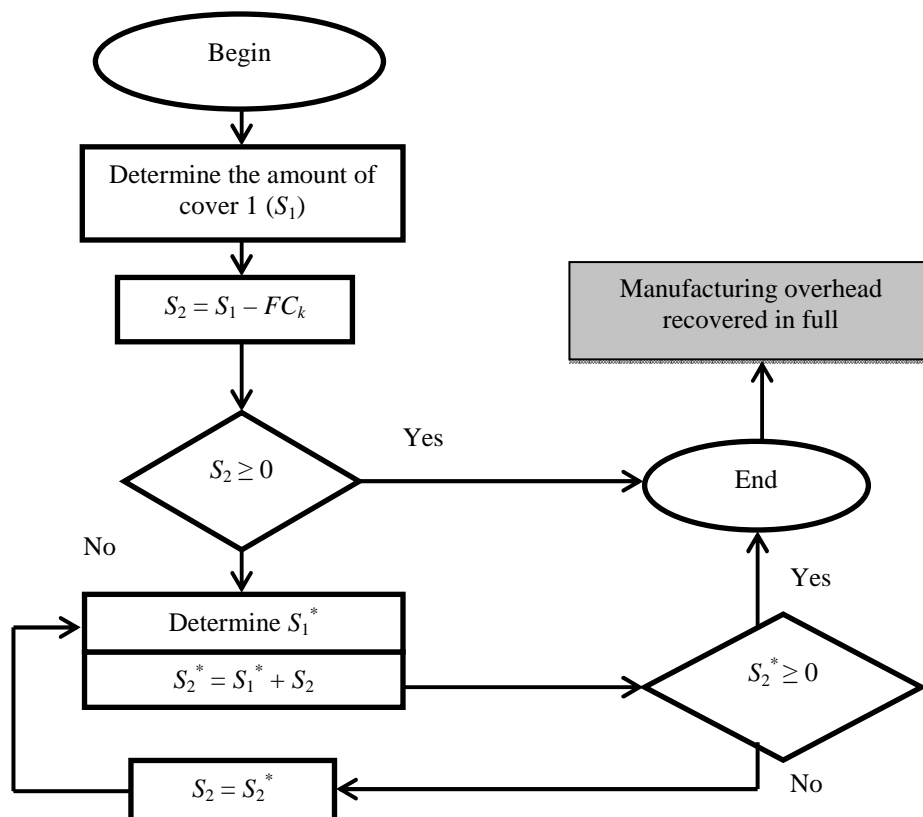 Begin
Determine the amount of
cover 1 (S₁)
S₂ = S₁ – FCₖ
Manufacturing overhead
recovered in full
Yes
S₂ ≥ 0
End
No
Yes
Determine S₁*
S₂* = S₁* + S₂
S₂* ≥ 0
No
S₂ = S₂*